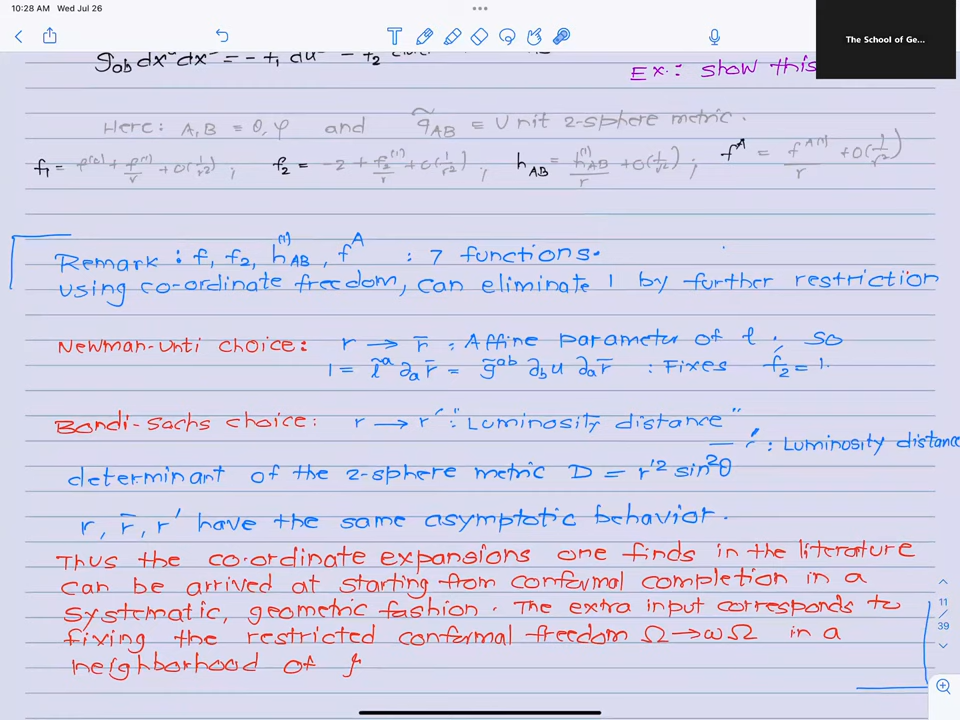 10:28 AM Wed Jul 26
The School of Ge...
g̃ab dxᵃ dxᵇ = - f₁ du² - f₂
Ex.: show this
Here: A, B = θ, φ and q̃_AB ≡ Unit 2-sphere metric.
f₁ = f^(0) + f^(1)/r + O(1/r²) ; f₂ = -2 + f₂^(1)/r + O(1/r²) ; h_AB = h^(1)_AB/r + O(1/r²) ; f^A = f^A(1)/r + O(1/r²)
Remark : f, f₂, h^(1)_AB, f^A : 7 functions.
using co-ordinate freedom, can eliminate 1 by further restriction
Newman-Unti choice: r → r̄ : Affine parameter of l ; so
1 = l̃ᵃ ∂ₐ r̄ = g̃ᵃᵇ ∂_b u ∂ₐ r̄ : Fixes f₂ = 1.
Bondi-Sachs choice: r → r′ : "Luminosity distance"
r′ : Luminosity distance
determinant of the 2-sphere metric D = r′² sin²θ
r, r̄, r′ have the same asymptotic behavior.
Thus the co-ordinate expansions one finds in the literature
can be arrived at starting from conformal completion in a
systematic, geometric fashion. The extra input corresponds to
fixing the restricted conformal freedom Ω → ωΩ in a
neighborhood of
11
39